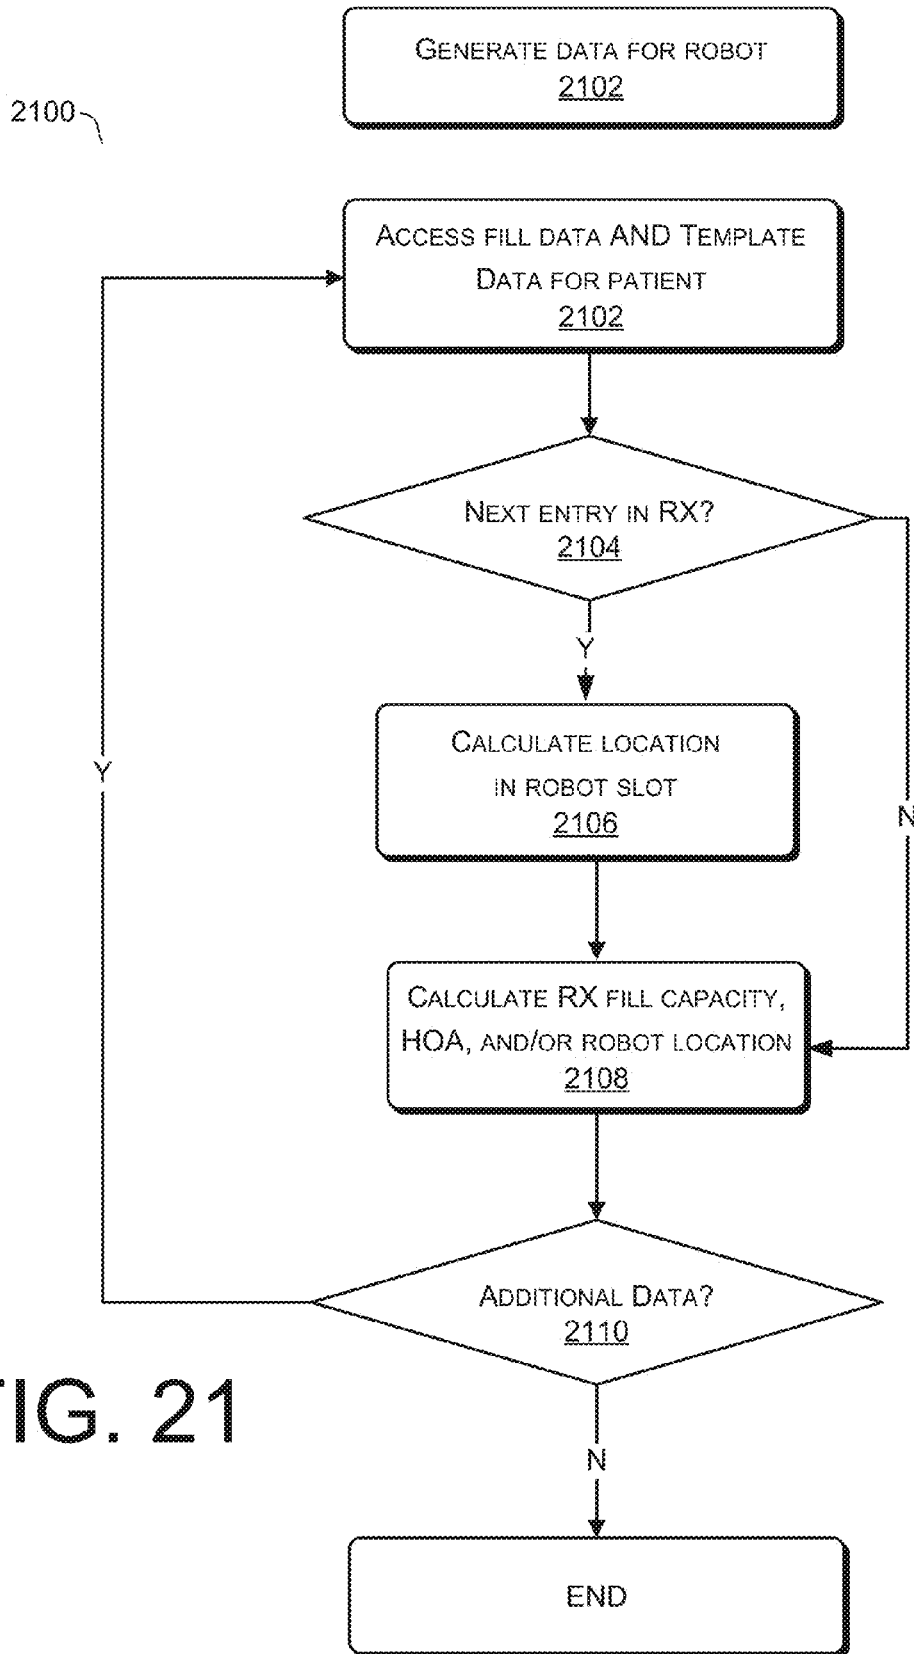 GENERATE DATA FOR ROBOT
2102
2100
ACCESS FILL DATA AND TEMPLATE
DATA FOR PATIENT
2102
NEXT ENTRY IN RX?
2104
Y
CALCULATE LOCATION
IN ROBOT SLOT
2106
Y
N
CALCULATE RX FILL CAPACITY,
HOA, AND/OR ROBOT LOCATION
2108
ADDITIONAL DATA?
2110
FIG. 21
N
END